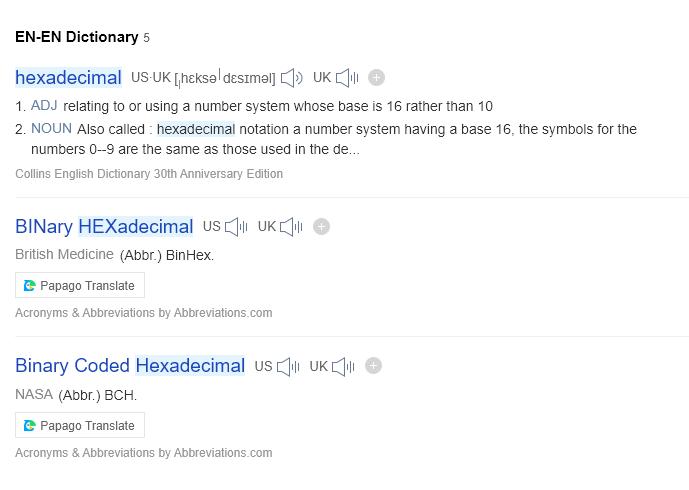 EN-EN Dictionary 5
hexadecimal US·UK [ˌhɛksəˈdɛsɪməl] UK
1. ADJ relating to or using a number system whose base is 16 rather than 10
2. NOUN Also called : hexadecimal notation a number system having a base 16, the symbols for the
numbers 0--9 are the same as those used in the de...
Collins English Dictionary 30th Anniversary Edition
BINary HEXadecimal US UK
British Medicine (Abbr.) BinHex.
Papago Translate
Acronyms & Abbreviations by Abbreviations.com
Binary Coded Hexadecimal US UK
NASA (Abbr.) BCH.
Papago Translate
Acronyms & Abbreviations by Abbreviations.com